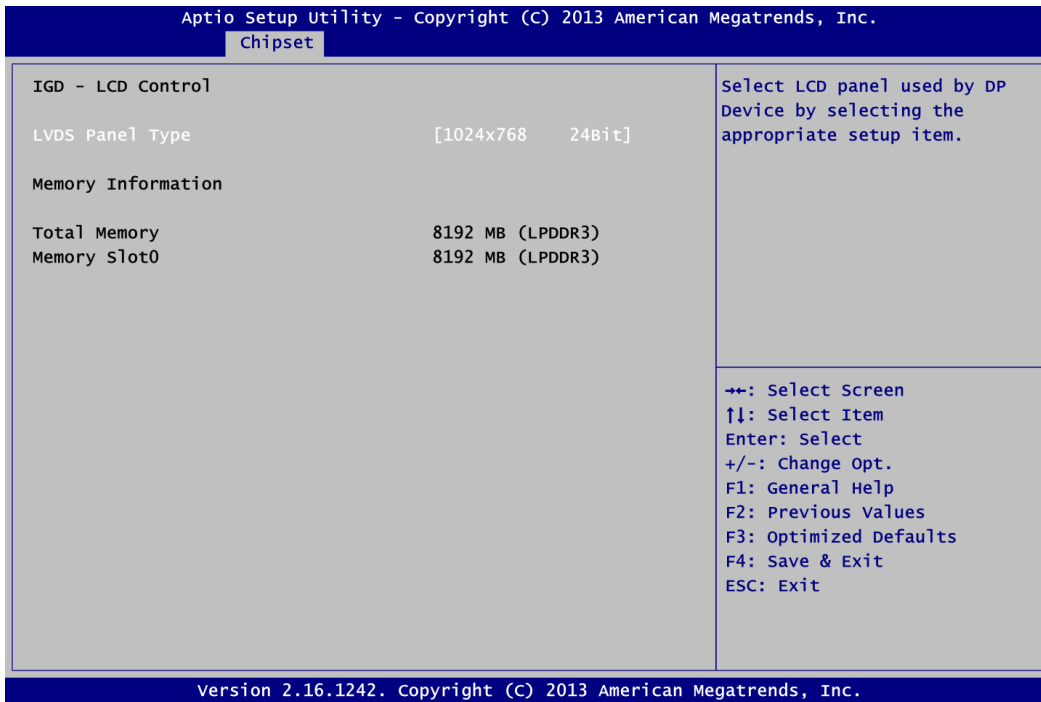 Aptio Setup Utility - Copyright (C) 2013 American Megatrends, Inc.
Chipset
IGD - LCD Control
LVDS Panel Type [1024x768 24Bit]
Memory Information
Total Memory 8192 MB (LPDDR3)
Memory Slot0 8192 MB (LPDDR3)
Select LCD panel used by DP
Device by selecting the
appropriate setup item.
→←: Select Screen
↑↓: Select Item
Enter: Select
+/-: Change Opt.
F1: General Help
F2: Previous Values
F3: Optimized Defaults
F4: Save & Exit
ESC: Exit
Version 2.16.1242. Copyright (C) 2013 American Megatrends, Inc.